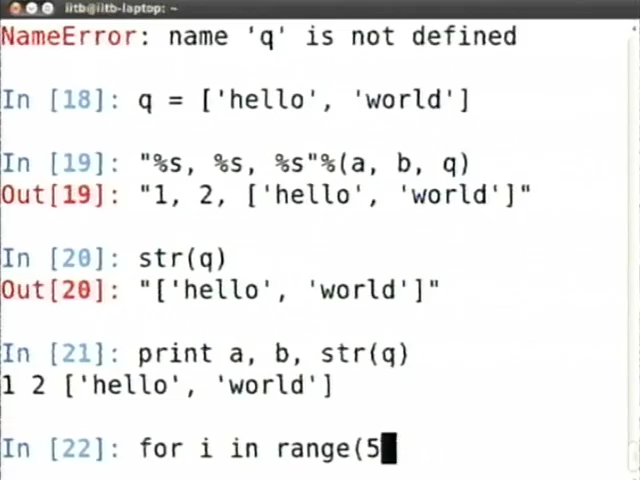 iitb@iitb-laptop: ~
NameError: name 'q' is not defined
In [18]: q = ['hello', 'world']
In [19]: "%s, %s, %s"%(a, b, q)
Out[19]: "1, 2, ['hello', 'world']"
In [20]: str(q)
Out[20]: "['hello', 'world']"
In [21]: print a, b, str(q)
1 2 ['hello', 'world']
In [22]: for i in range(5